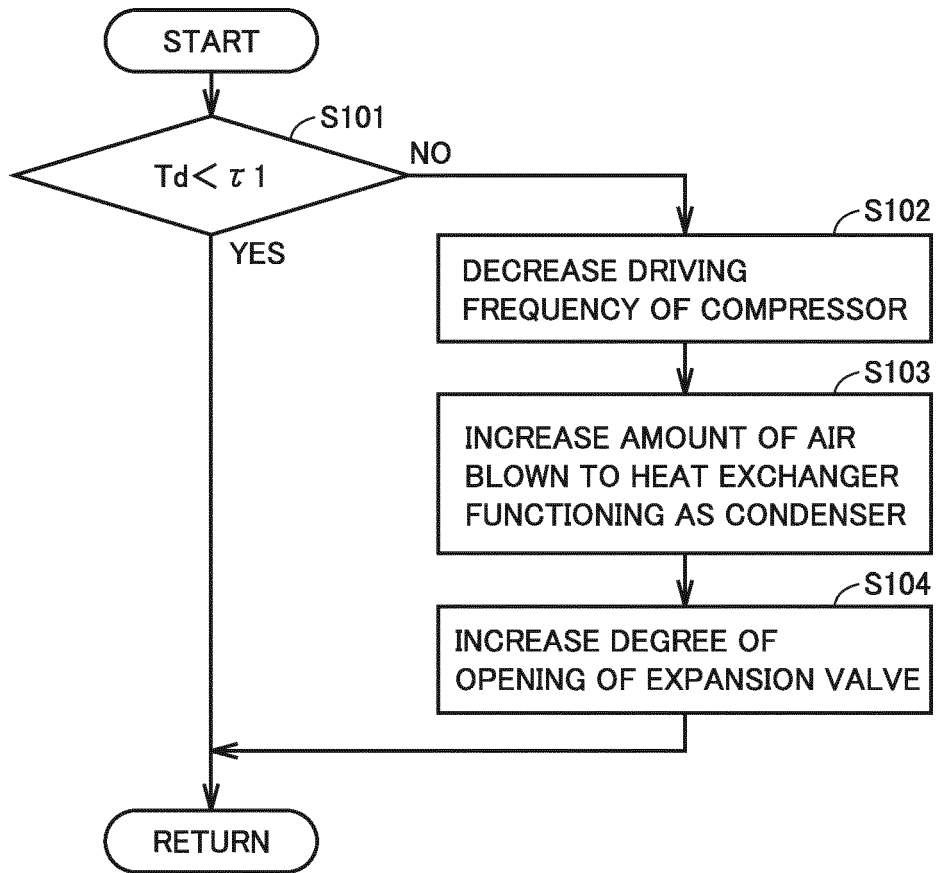 START
S101
Td < τ1
NO
YES
S102
DECREASE DRIVING
FREQUENCY OF COMPRESSOR
S103
INCREASE AMOUNT OF AIR
BLOWN TO HEAT EXCHANGER
FUNCTIONING AS CONDENSER
S104
INCREASE DEGREE OF
OPENING OF EXPANSION VALVE
RETURN